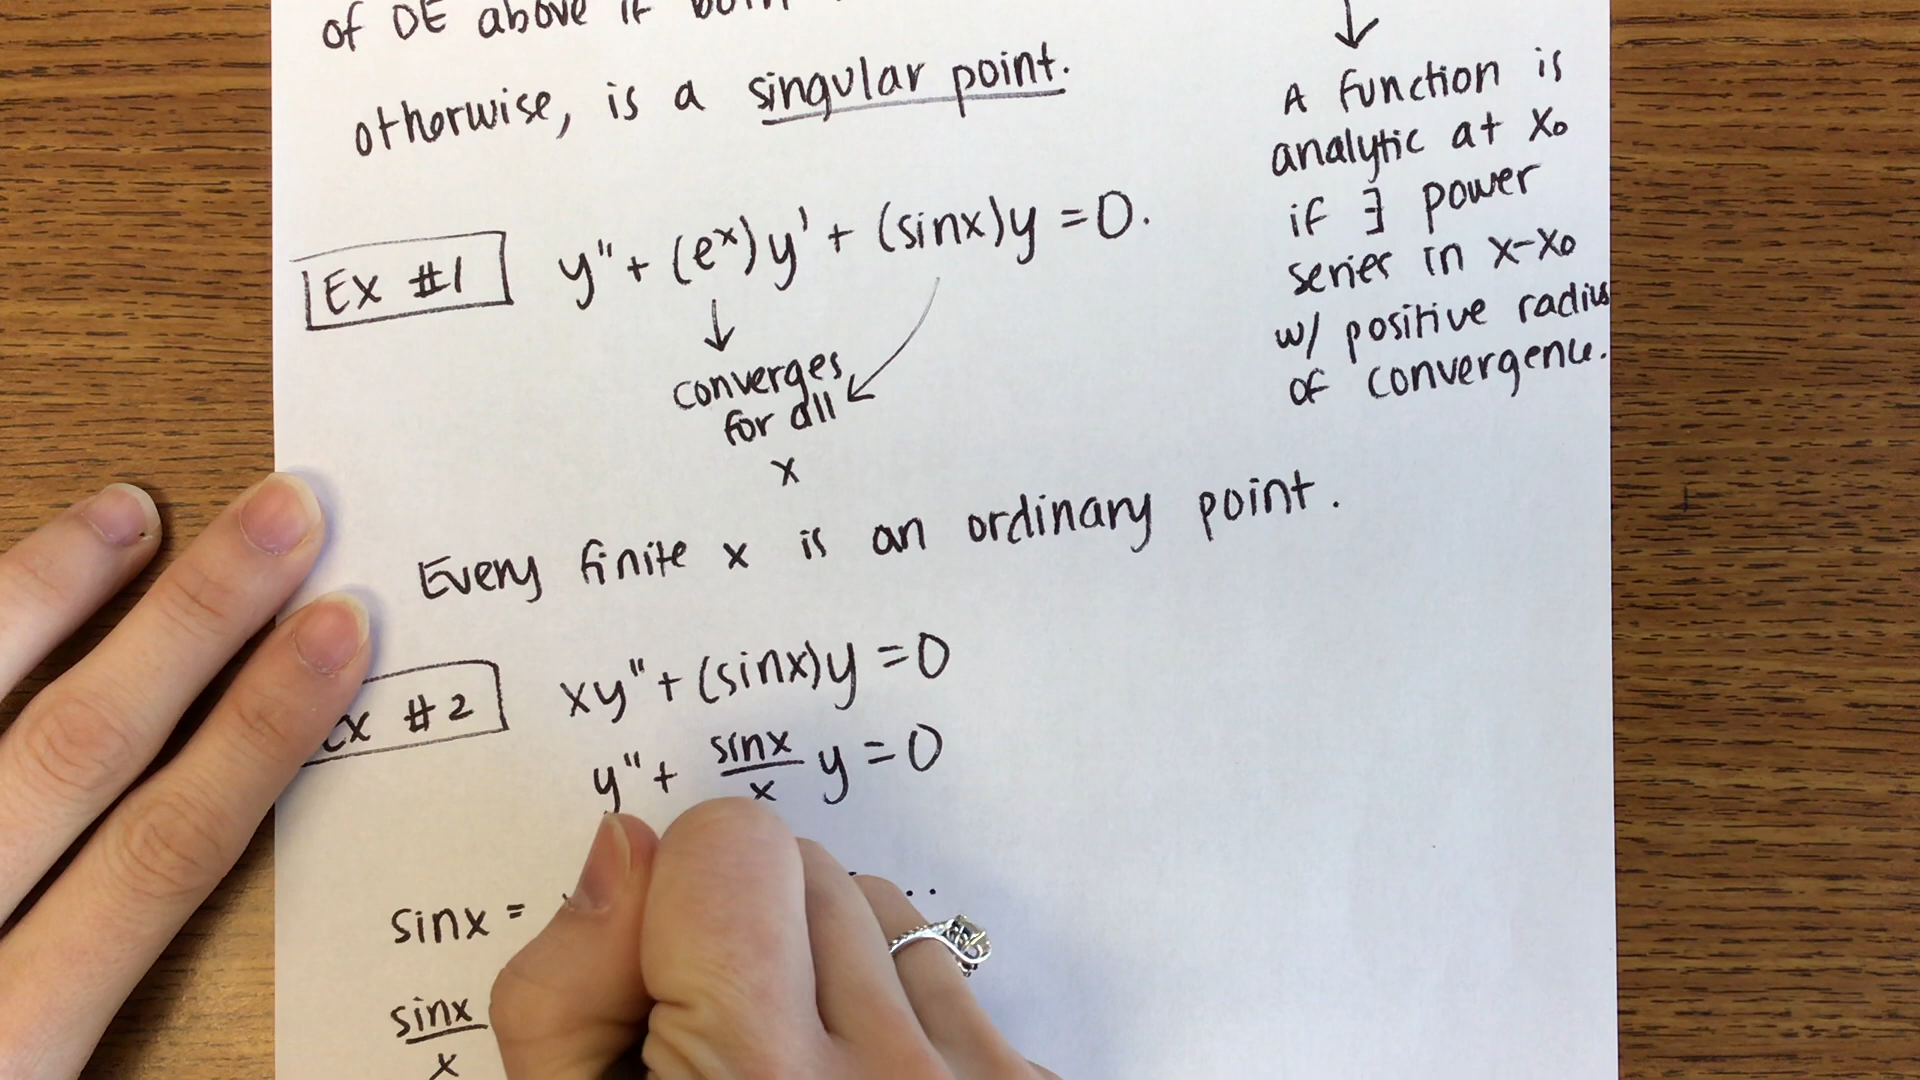 of DE above if both
otherwise, is a singular point.
A function is
analytic at x₀
if ∃ power
series in x-x₀
w/ positive radius
of convergence.
Ex #1 y" + (eˣ)y' + (sinx)y = 0.
converges
for all
x
Every finite x is an ordinary point.
Ex #2 xy" + (sinx)y = 0
y" + sinx/x y = 0
sinx =
sinx/x